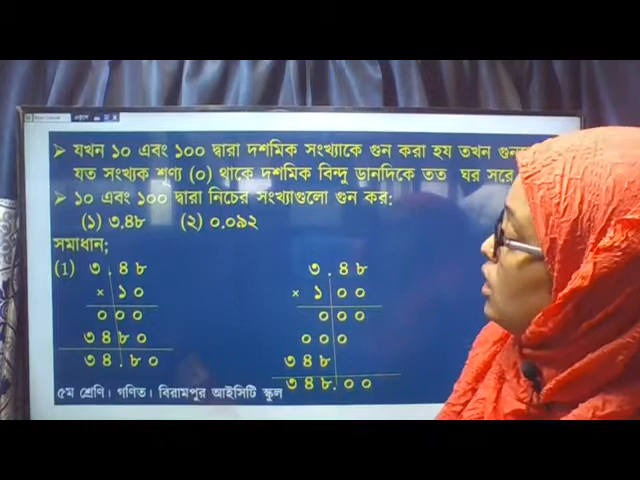 ➢ যখন ১০ এবং ১০০ দ্বারা দশমিক সংখ্যাকে গুন করা হয় তখন
যত সংখ্যক শূণ্য (০) থাকে দশমিক বিন্দু ডানদিকে তত ঘর সরে
➢ ১০ এবং ১০০ দ্বারা নিচের সংখ্যাগুলো গুন কর:
(১) ৩.৪৮ (২) ০.০৯২
সমাধান;
(1) ৩.৪৮ ৩.৪৮
× ১০ × ১০০
০০০ ০০০
৩৪৮০ ০০০
৩৪.৮০ ৩৪৮
৩৪৮.০০
৫ম শ্রেণি। গণিত। বিরামপুর আইসিটি স্কুল